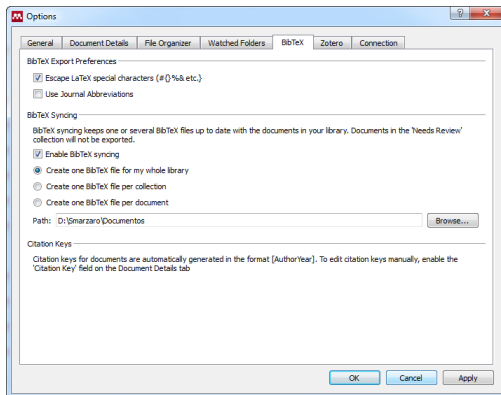 Options
General Document Details File Organizer Watched Folders BibTeX Zotero Connection
BibTeX Export Preferences
Escape LaTeX special characters (#{}%& etc.)
Use Journal Abbreviations
BibTeX Syncing
BibTeX syncing keeps one or several BibTeX files up to date with the documents in your library. Documents in the 'Needs Review'
collection will not be exported.
Enable BibTeX syncing
Create one BibTeX file for my whole library
Create one BibTeX file per collection
Create one BibTeX file per document
Path: D:\Smarzaro\Documentos Browse...
Citation Keys
Citation keys for documents are automatically generated in the format [AuthorYear]. To edit citation keys manually, enable the
'Citation Key' field on the Document Details tab
OK Cancel Apply